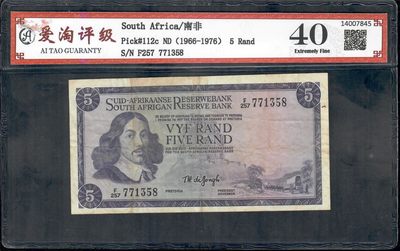 爱淘评级
AI TAO GUARANTY
South Africa/南非
Pick#112c ND (1966-1976) 5 Rand
S/N F257 771358
40
Extremely Fine
14007845
5
SUID-AFRIKAANSE RESERWEBANK
SOUTH AFRICAN RESERVE BANK
F/257 771358
VYF RAND
FIVE RAND
5
F/257 771358
PRETORIA